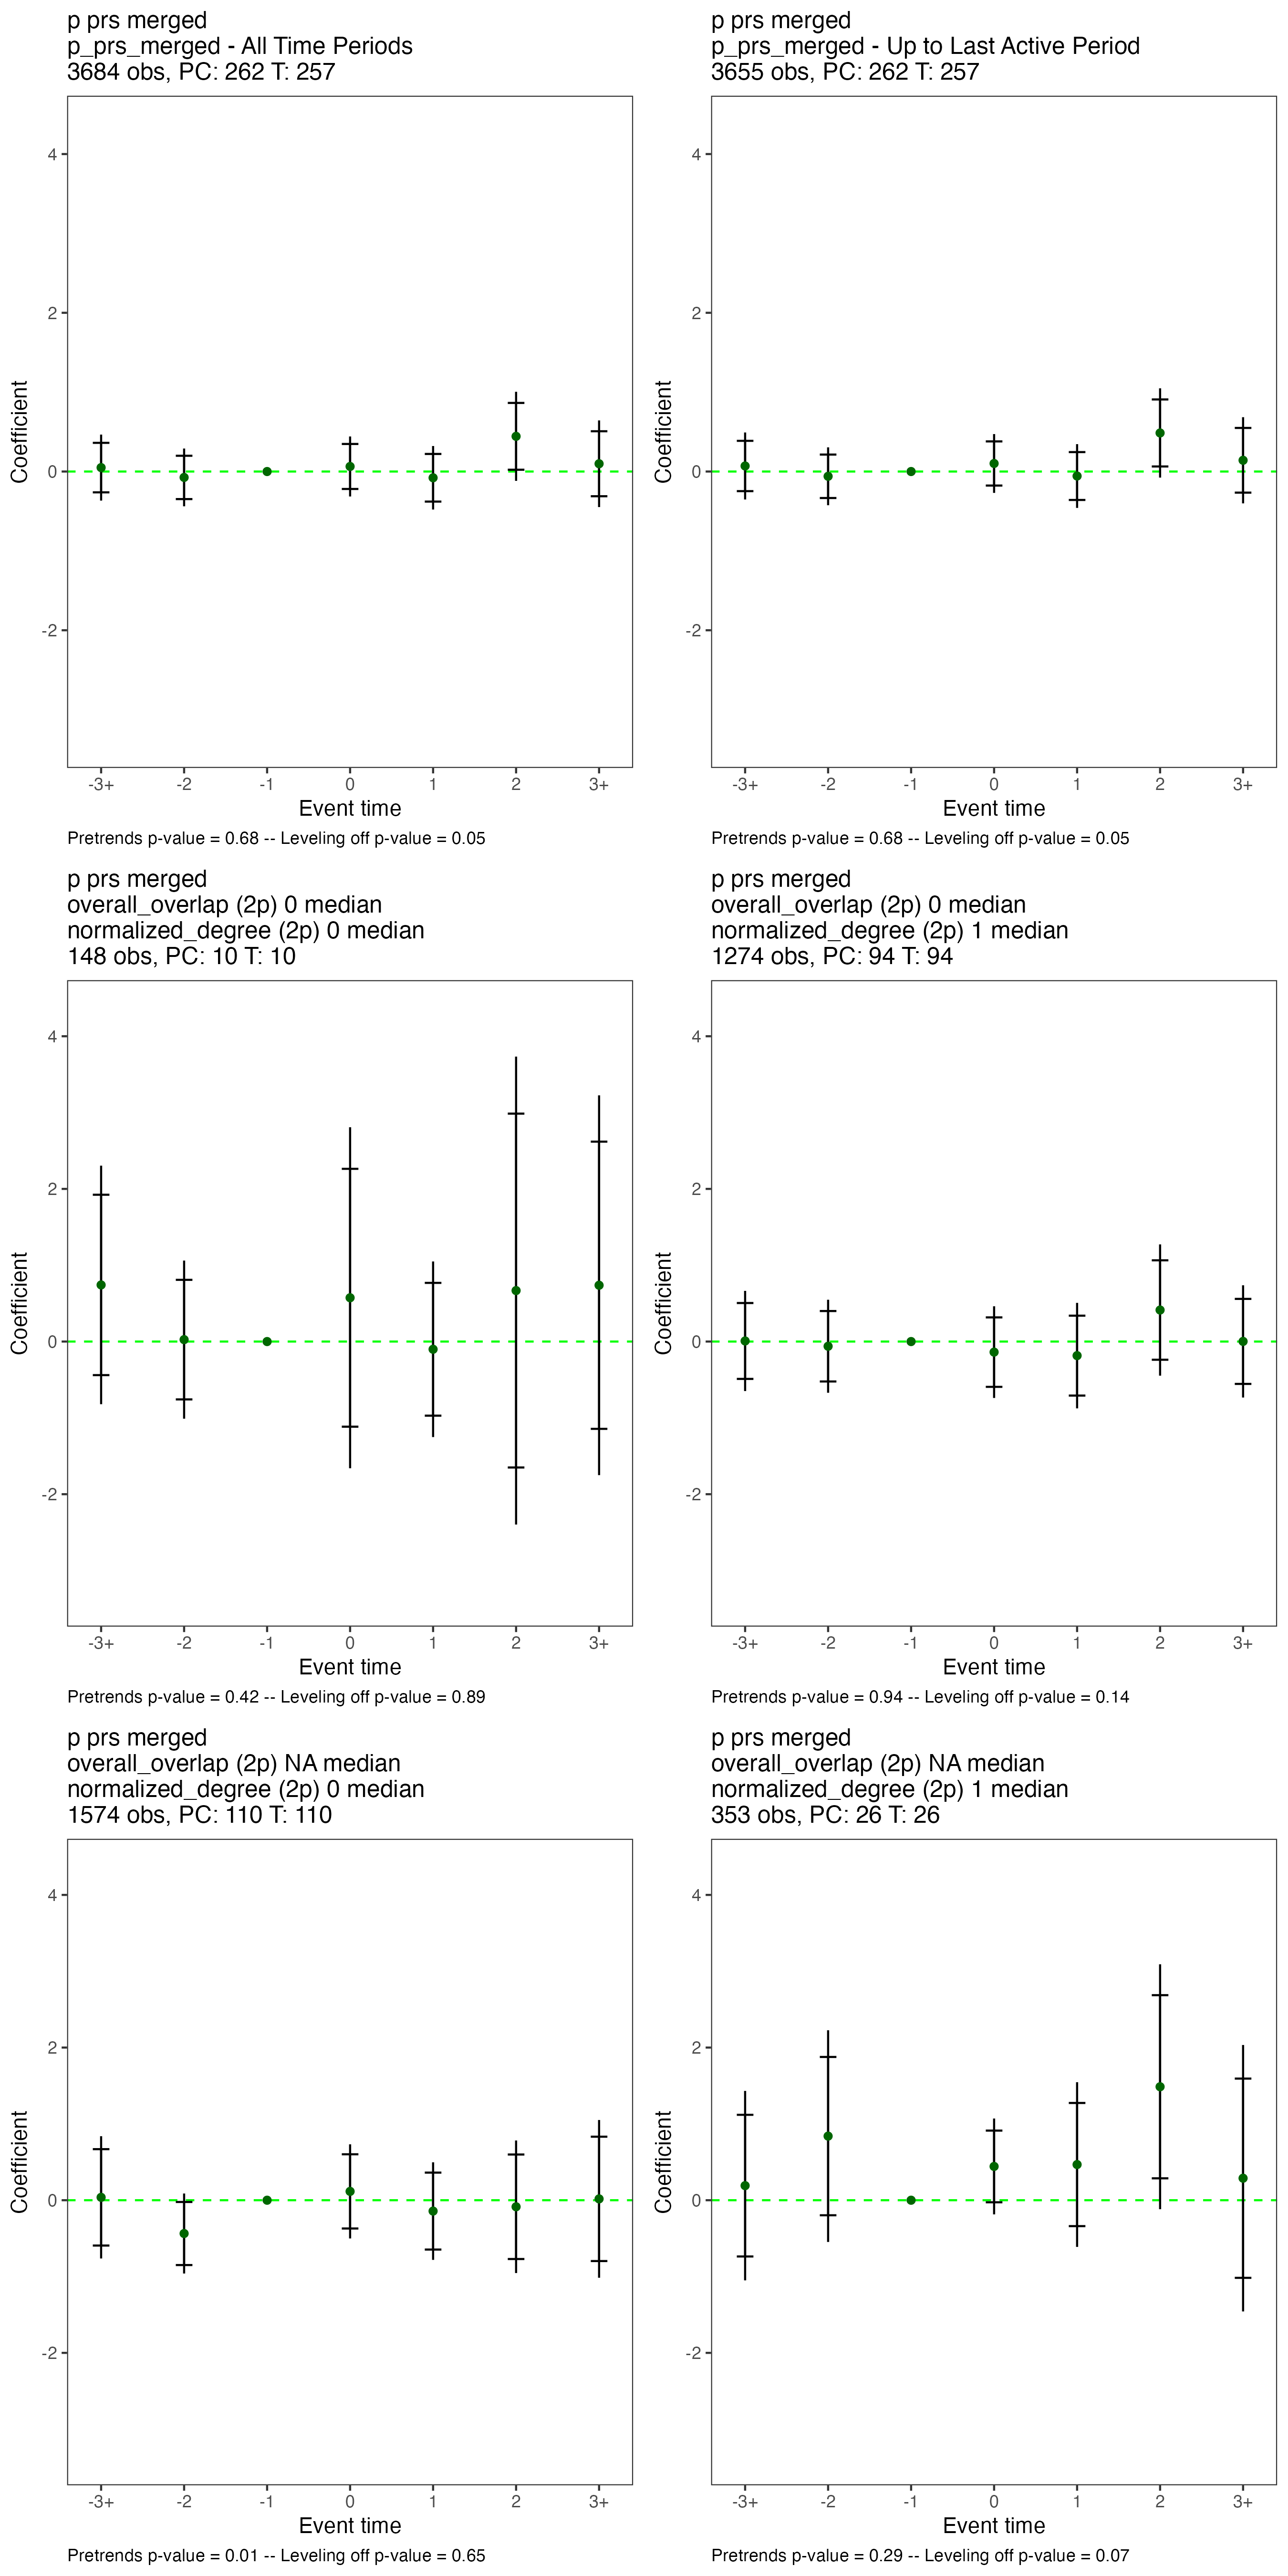 p prs merged
p_prs_merged - All Time Periods
3684 obs, PC: 262 T: 257
Coefficient
4
2
0
-2
-3+ -2 -1 0 1 2 3+
Event time
Pretrends p-value = 0.68 -- Leveling off p-value = 0.05
p prs merged
p_prs_merged - Up to Last Active Period
3655 obs, PC: 262 T: 257
Coefficient
4
2
0
-2
-3+ -2 -1 0 1 2 3+
Event time
Pretrends p-value = 0.68 -- Leveling off p-value = 0.05
p prs merged
overall_overlap (2p) 0 median
normalized_degree (2p) 0 median
148 obs, PC: 10 T: 10
Coefficient
4
2
0
-2
-3+ -2 -1 0 1 2 3+
Event time
Pretrends p-value = 0.42 -- Leveling off p-value = 0.89
p prs merged
overall_overlap (2p) 0 median
normalized_degree (2p) 1 median
1274 obs, PC: 94 T: 94
Coefficient
4
2
0
-2
-3+ -2 -1 0 1 2 3+
Event time
Pretrends p-value = 0.94 -- Leveling off p-value = 0.14
p prs merged
overall_overlap (2p) NA median
normalized_degree (2p) 0 median
1574 obs, PC: 110 T: 110
Coefficient
4
2
0
-2
-3+ -2 -1 0 1 2 3+
Event time
Pretrends p-value = 0.01 -- Leveling off p-value = 0.65
p prs merged
overall_overlap (2p) NA median
normalized_degree (2p) 1 median
353 obs, PC: 26 T: 26
Coefficient
4
2
0
-2
-3+ -2 -1 0 1 2 3+
Event time
Pretrends p-value = 0.29 -- Leveling off p-value = 0.07